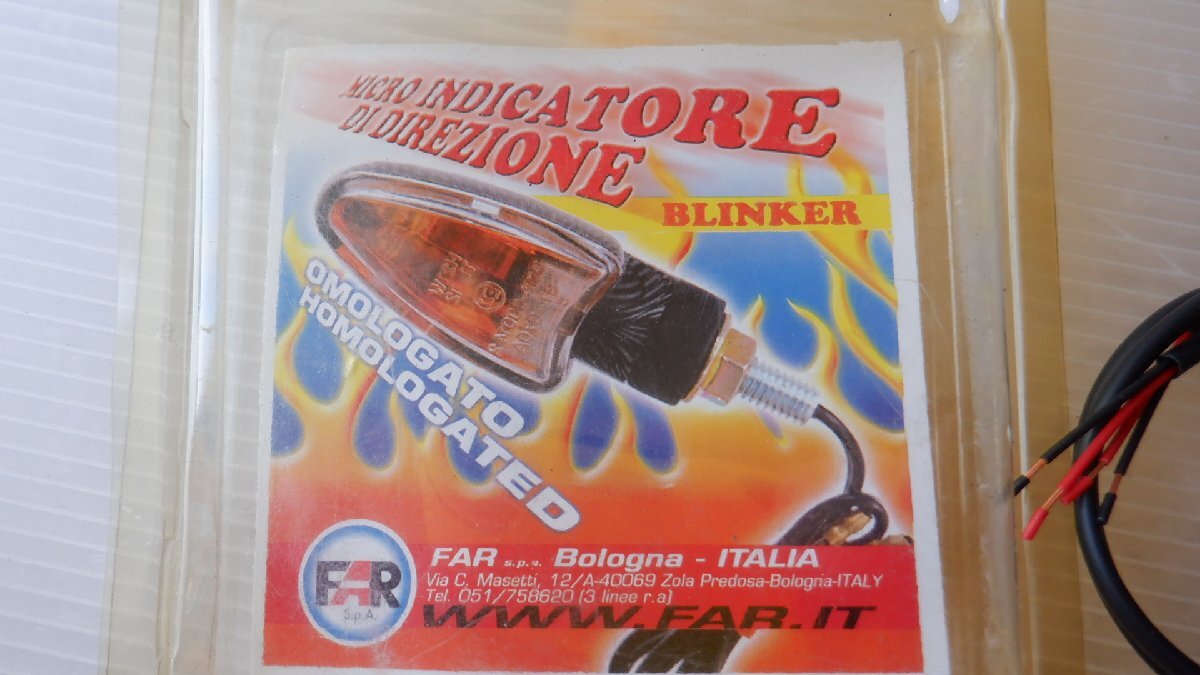 MICRO INDICATORE
DI DIREZIONE
BLINKER
OMOLOGATO
HOMOLOGATED
FAR
S.p.A.
FAR s.p.a. Bologna - ITALIA
Via C. Masetti, 12/A-40069 Zola Predosa-Bologna-ITALY
Tel. 051/758620 (3 linee r.a)
WWW.FAR.IT